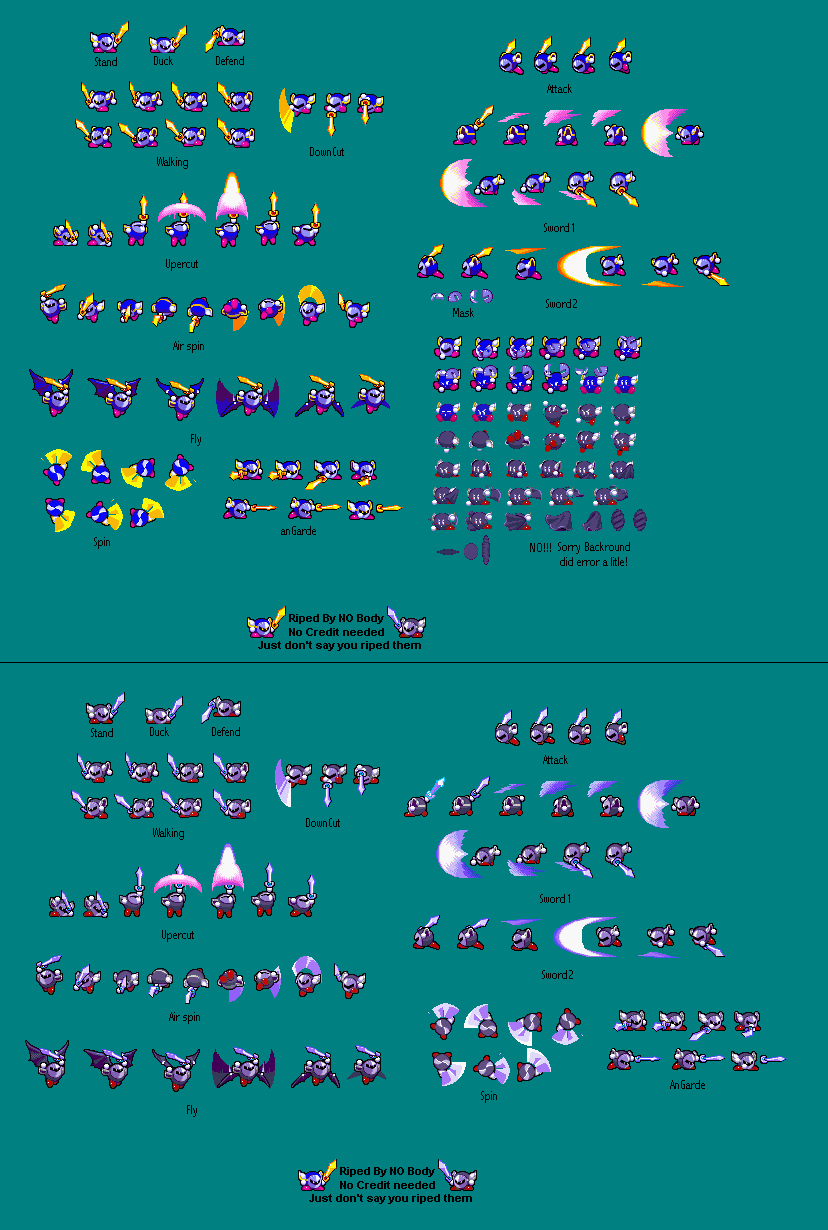 Stand Duck Defend
Attack
Walking
DownCut
Sword1
Upercut
Sword2
Mask
Air spin
Fly
Spin
anGarde
NO!!! Sorry Backround
did error a litle!
Riped By NO Body
No Credit needed
Just don't say you riped them
Stand Duck Defend
Attack
Walking
DownCut
Sword1
Upercut
Sword2
Air spin
Fly
Spin
AnGarde
Riped By NO Body
No Credit needed
Just don't say you riped them